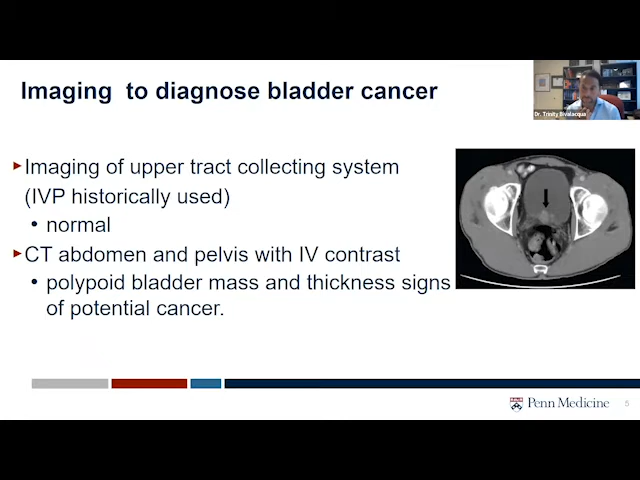 Imaging  to diagnose bladder cancer
Dr. Trinity Bivalacqua
Imaging of upper tract collecting system
(IVP historically used)
• normal
CT abdomen and pelvis with IV contrast
• polypoid bladder mass and thickness signs
of potential cancer.
Penn Medicine
5